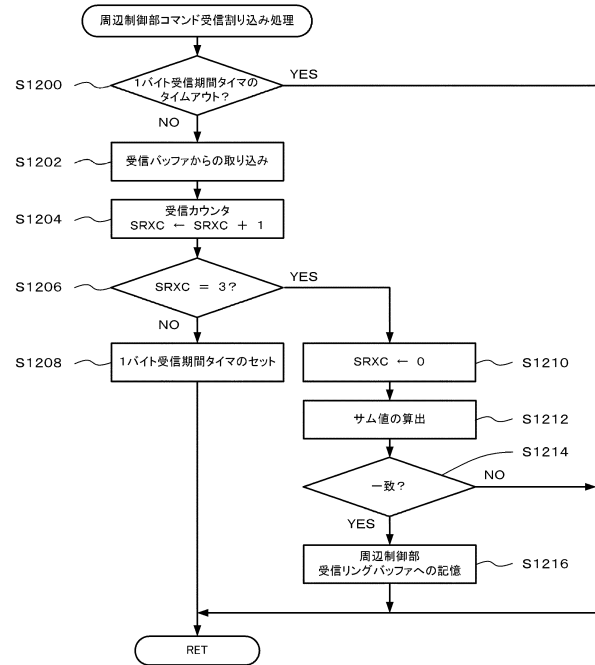 周辺制御部コマンド受信割り込み処理
S1200
1バイト受信期間タイマの
タイムアウト？
YES
NO
S1202
受信バッファからの取り込み
S1204
受信カウンタ
SRXC ← SRXC + 1
S1206
SRXC = 3？
YES
NO
S1208
1バイト受信期間タイマのセット
SRXC ← 0
S1210
サム値の算出
S1212
S1214
一致？
NO
YES
周辺制御部
受信リングバッファへの記憶
S1216
RET